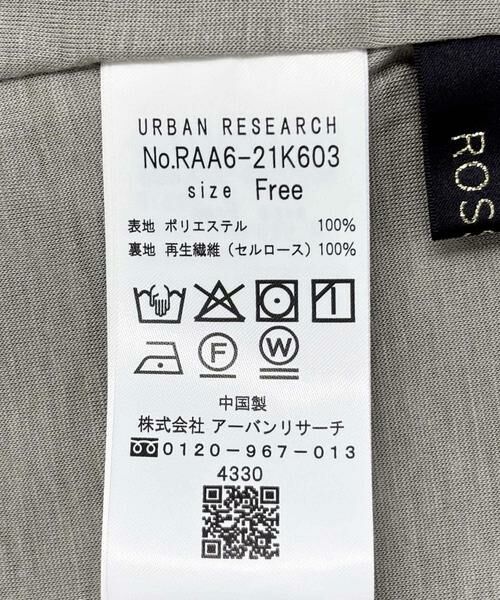 URBAN RESEARCH
No.RAA6-21K603
size Free
表地 ポリエステル 100%
裏地 再生繊維（セルロース）100%
F W
中国製
株式会社 アーバンリサーチ
0120-967-013
4330
ROS